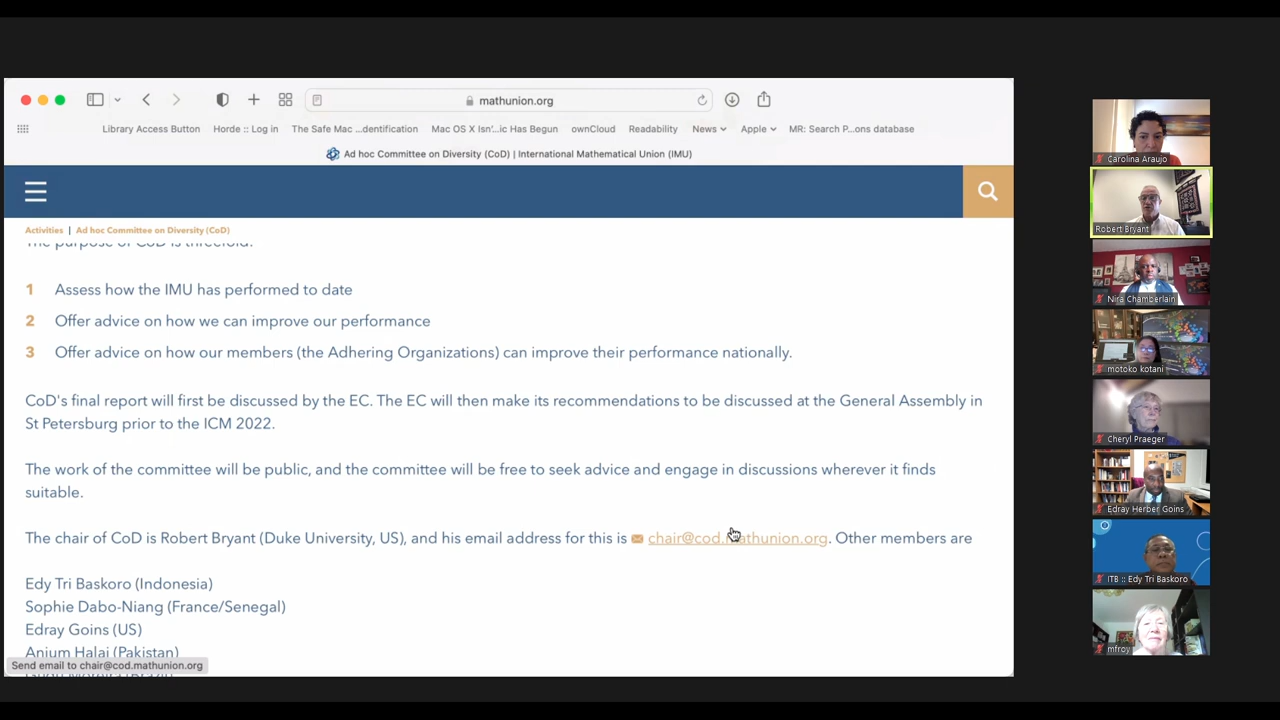 mathunion.org
Library Access Button Horde :: Log in The Safe Mac ...dentification Mac OS X Isn'...ic Has Begun ownCloud Readability News Apple MR: Search P...ons database
Ad hoc Committee on Diversity (CoD) | International Mathematical Union (IMU)
Activities | Ad hoc Committee on Diversity (CoD)
The purpose of CoD is threefold:
1 Assess how the IMU has performed to date
2 Offer advice on how we can improve our performance
3 Offer advice on how our members (the Adhering Organizations) can improve their performance nationally.
CoD's final report will first be discussed by the EC. The EC will then make its recommendations to be discussed at the General Assembly in
St Petersburg prior to the ICM 2022.
The work of the committee will be public, and the committee will be free to seek advice and engage in discussions wherever it finds
suitable.
The chair of CoD is Robert Bryant (Duke University, US), and his email address for this is chair@cod.mathunion.org. Other members are
Edy Tri Baskoro (Indonesia)
Sophie Dabo-Niang (France/Senegal)
Edray Goins (US)
Anjum Halai (Pakistan)
Send email to chair@cod.mathunion.org
Carolina Araujo
Robert Bryant
Nira Chamberlain
motoko kotani
Cheryl Praeger
Edray Herber Goins
ITB :: Edy Tri Baskoro
mfroy